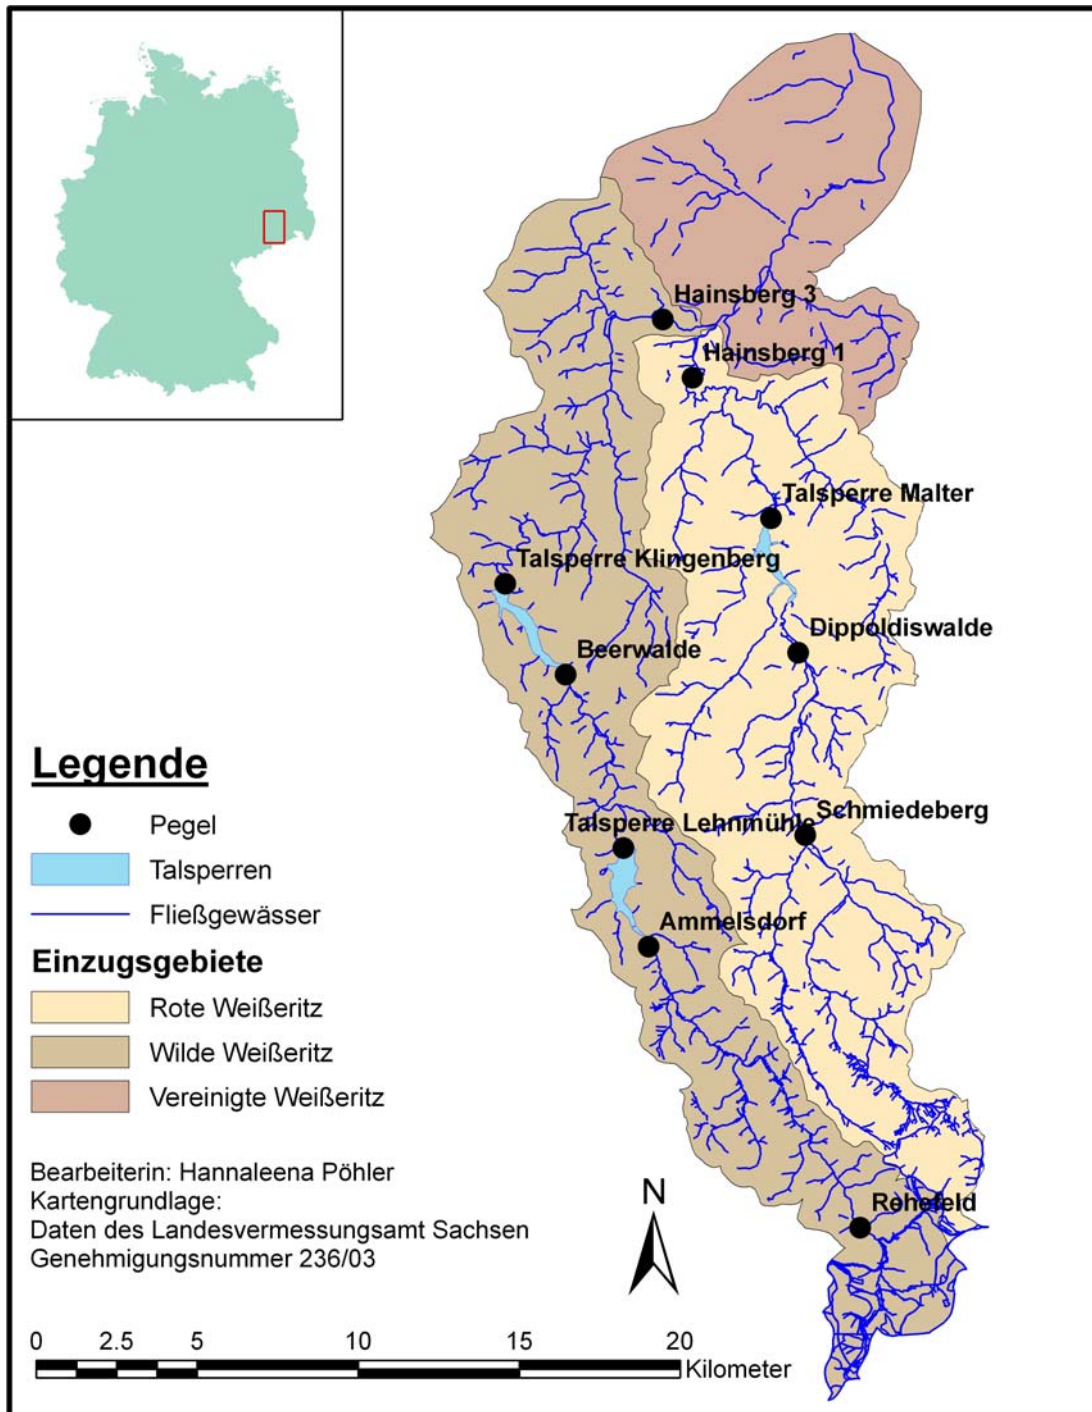 Hainsberg 3
Hainsberg 1
Talsperre Malter
Talsperre Klingenberg
Dippoldiswalde
Beerwalde
Schmiedeberg
Talsperre Lehnmühle
Ammelsdorf
Rehefeld
Legende
Pegel
Talsperren
Fließgewässer
Einzugsgebiete
Rote Weißeritz
Wilde Weißeritz
Vereinigte Weißeritz
Bearbeiterin: Hannaleena Pöhler
Kartengrundlage:
Daten des Landesvermessungsamt Sachsen
Genehmigungsnummer 236/03
N
0 2.5 5 10 15 20
Kilometer